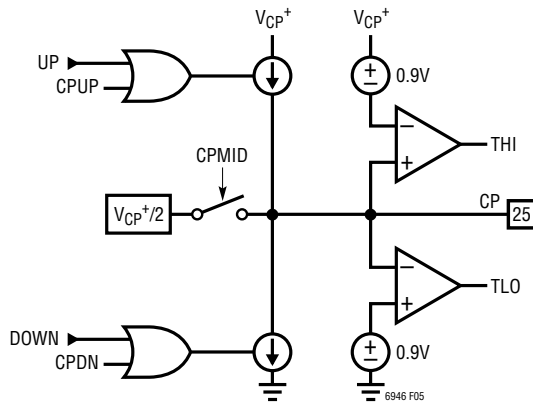 V_CP^+
V_CP^+
UP
CPUP
+
−
0.9V
−
+
THI
CPMID
V_CP^+/2
CP
25
−
+
TLO
DOWN
CPDN
+
−
0.9V
6946 F05